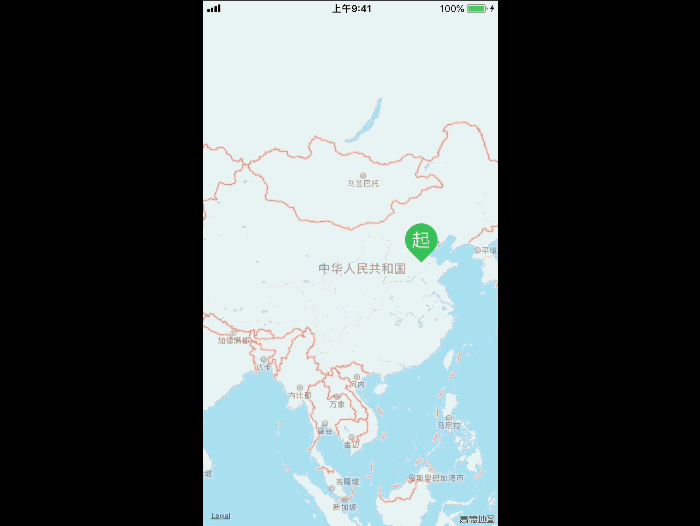 上午9:41
100%
乌兰巴托
起
平壤
中华人民共和国
加德满都
达卡
河内
内比都
万象
马尼拉
曼谷
金边
斯里巴加湾市
吉隆坡
新加坡
Legal
高德地图